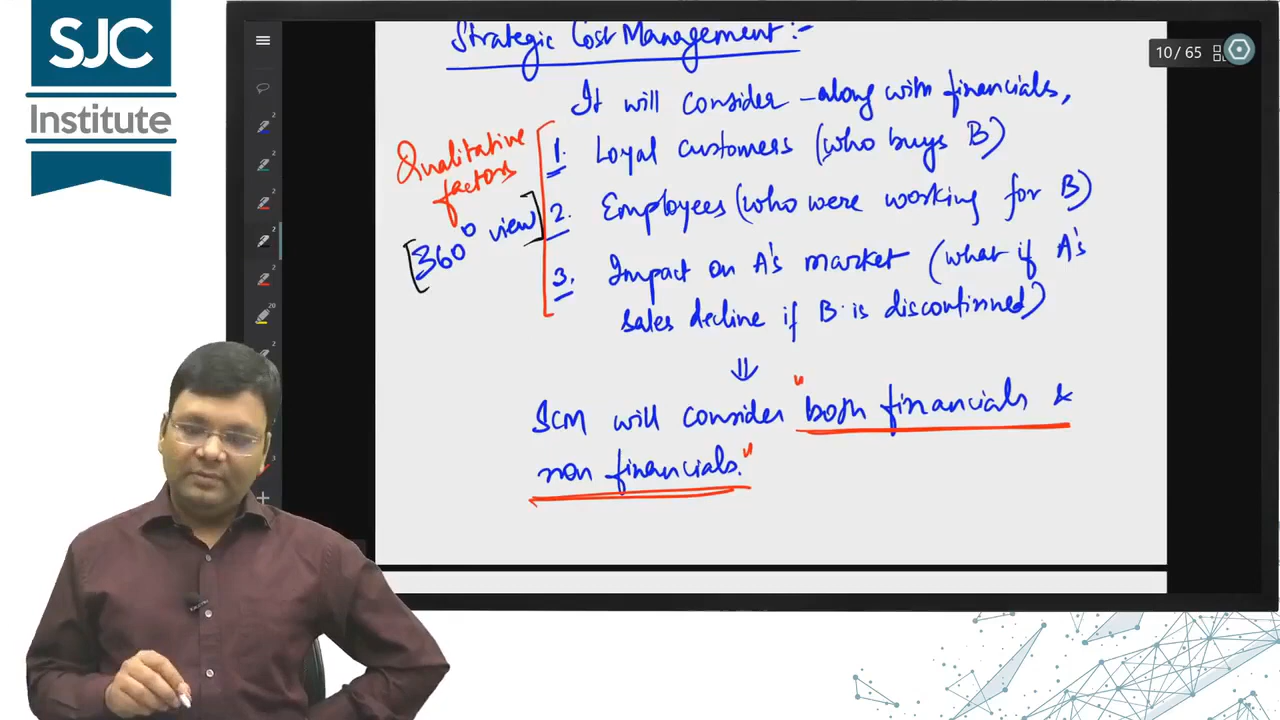 SJC
Institute
10 / 65
Strategic Cost Management :-
It will consider - along with financials,
Qualitative
factors
[360° view]
1. Loyal customers (who buys B)
2. Employees (who were working for B)
3. Impact on A's market (what if A's
sales decline if B is discontinued)
⇓
SCM will consider "both financials &
non financials."